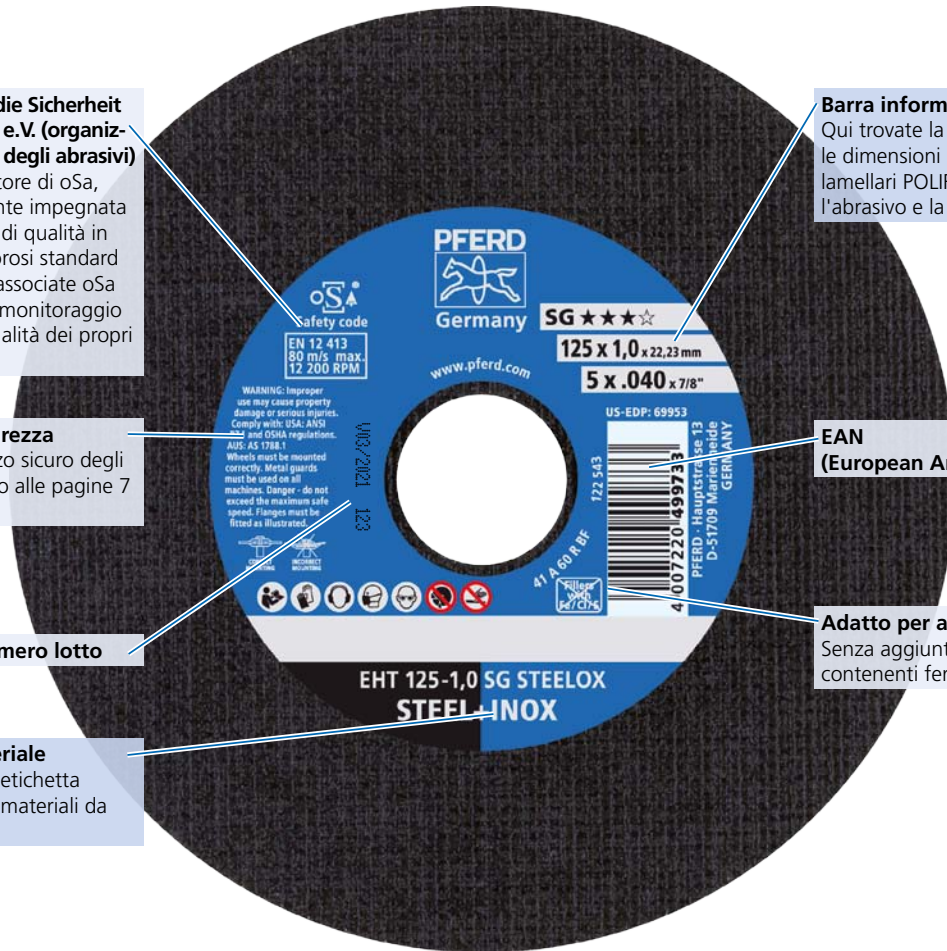 die Sicherheit
e.V. (organiz-
degli abrasivi)
tore di oSa,
nte impegnata
di qualità in
orosi standard
associate oSa
monitoraggio
alità dei propri
rezza
zo sicuro degli
o alle pagine 7
mero lotto
eriale
etichetta
materiali da
oSa
Safety code
EN 12 413
80 m/s max.
12 200 RPM
WARNING: Improper
use may cause property
damage or serious injuries.
Comply with: USA: ANSI
and OSHA regulations.
AUS: AS 1788.1
Wheels must be mounted
correctly. Metal guards
must be used on all
machines. Danger - do not
exceed the maximum safe
speed. Flanges must be
fitted as illustrated.
CORRECT MOUNTING
INCORRECT MOUNTING
V03/2021 123
PFERD
Germany
www.pferd.com
SG ★★★☆
125 x 1,0 x 22,23 mm
5 x .040 x 7/8"
US-EDP: 69953
122 543
4 007220 499733
PFERD · Hauptstrasse 13
D-51709 Marienheide
GERMANY
41 A 60 R BF
Fillers
with
Fe/Cl/S
EHT 125-1,0 SG STEELOX
STEEL+INOX
Barra inform
Qui trovate la
le dimensioni
lamellari POLIF
l'abrasivo e la
EAN
(European Ar
Adatto per a
Senza aggiunt
contenenti fer